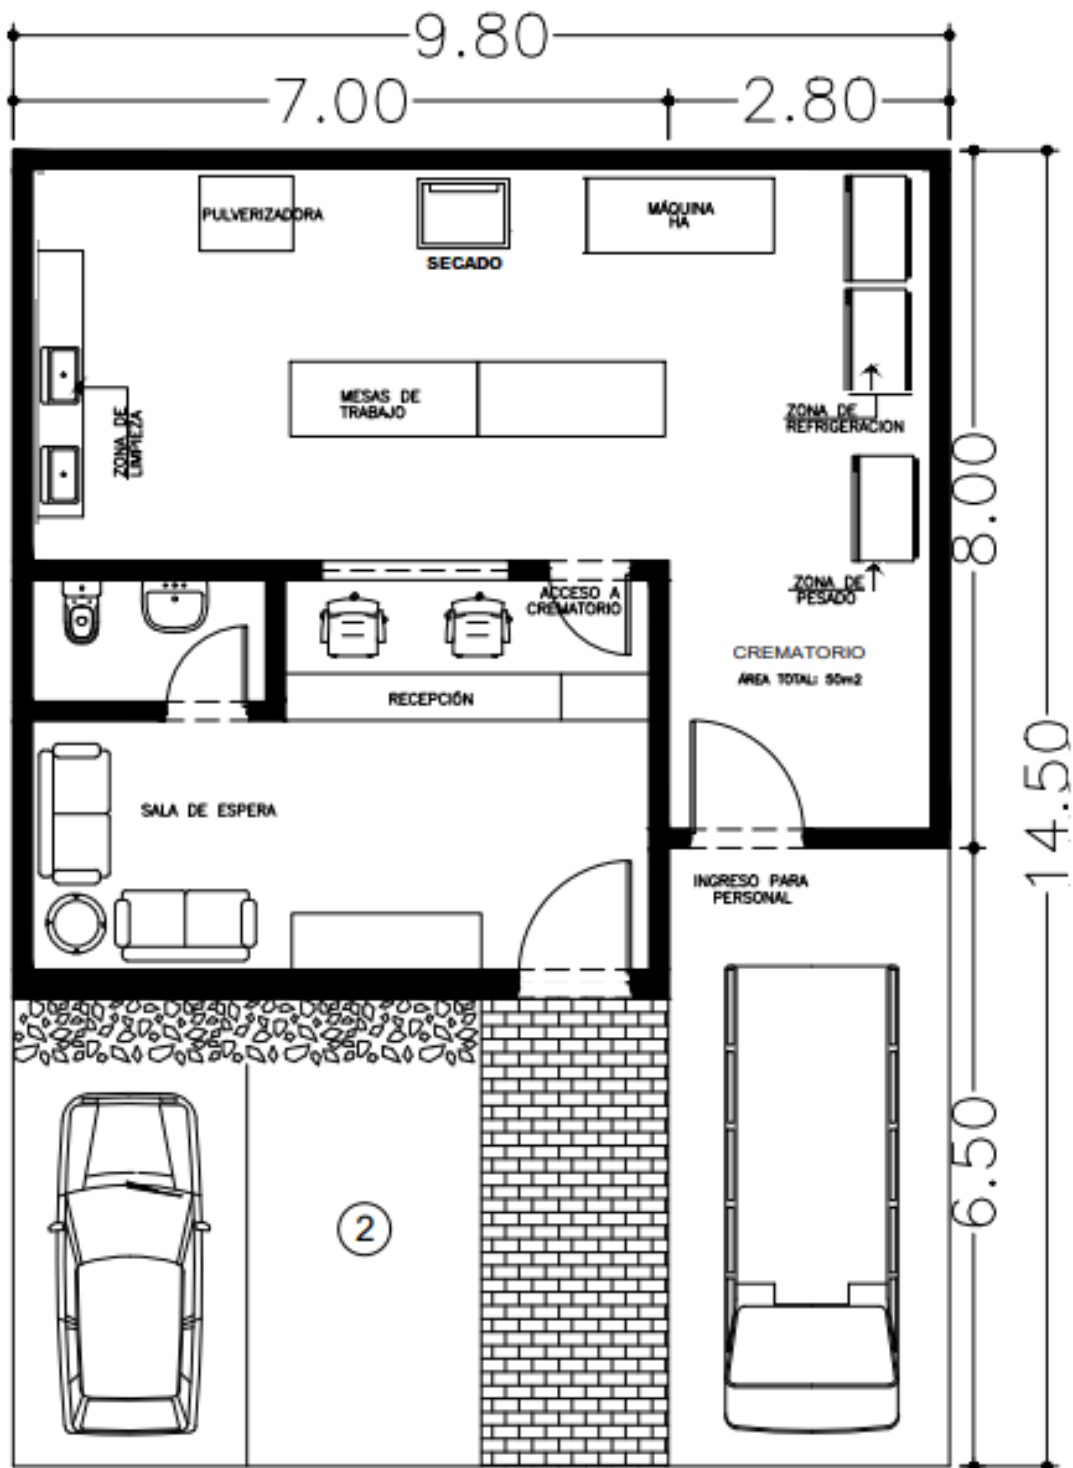 9.80
7.00
2.80
PULVERIZADORA
SECADO
MÁQUINA
HA
MESAS DE
TRABAJO
ZONA DE
LIMPIEZA
ZONA DE
REFRIGERACION
8.00
ZONA DE
PESADO
ACCESO A
CREMATORIO
CREMATORIO
ÁREA TOTAL: 50m2
RECEPCIÓN
14.50
SALA DE ESPERA
INGRESO PARA
PERSONAL
6.50
2